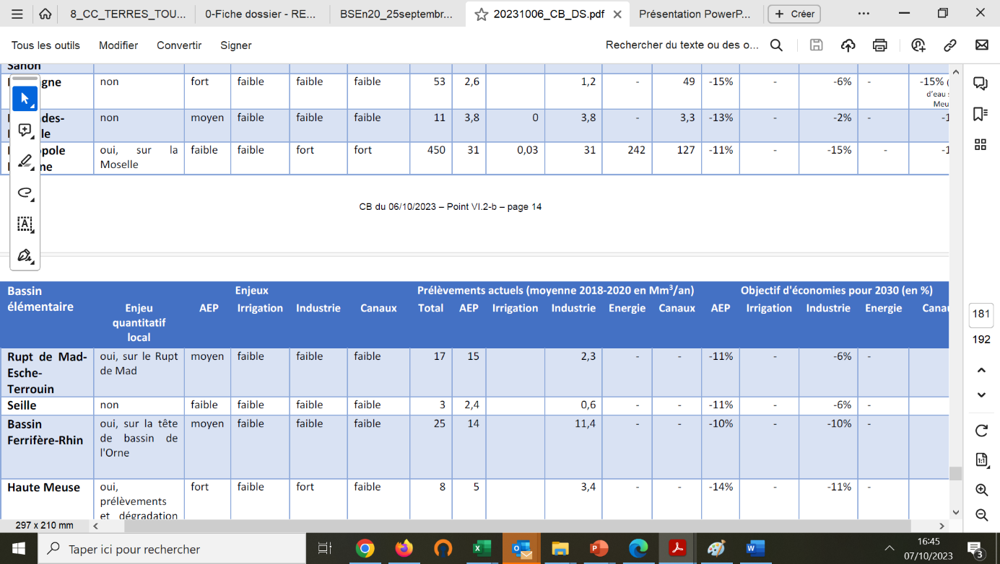 8_CC_TERRES_TOU... 0-Fiche dossier - RE... BSEn20_25septembr... 20231006_CB_DS.pdf Présentation PowerP... Créer
Tous les outils Modifier Convertir Signer Rechercher du texte ou des o...
Sanon
gne non fort faible faible faible 53 2,6 1,2 - 49 -15% - -6% - -15% (
d'eau
Meu
des- non moyen faible faible faible 11 3,8 0 3,8 - 3,3 -13% - -2% - -1
le
pole oui, sur la faible faible fort fort 450 31 0,03 31 242 127 -11% - -15% - -1
ne Moselle
CB du 06/10/2023 – Point VI.2-b – page 14
Bassin Enjeux Prélèvements actuels (moyenne 2018-2020 en Mm³/an) Objectif d'économies pour 2030 (en %)
élémentaire Enjeu AEP Irrigation Industrie Canaux Total AEP Irrigation Industrie Energie Canaux AEP Irrigation Industrie Energie Canau
quantitatif
local
Rupt de Mad- oui, sur le Rupt moyen faible faible faible 17 15 2,3 - - -11% - -6% -
Esche- de Mad
Terrouin
Seille non faible faible faible faible 3 2,4 0,6 - - -11% - -6% -
Bassin oui, sur la tête moyen faible faible faible 25 14 11,4 - - -10% - -10% -
Ferrifère-Rhin de bassin de
l'Orne
Haute Meuse oui, fort faible fort faible 8 5 3,4 - - -14% - -11% -
prélèvements
et dégradation
181
192
297 x 210 mm
Taper ici pour rechercher
16:45
07/10/2023
3